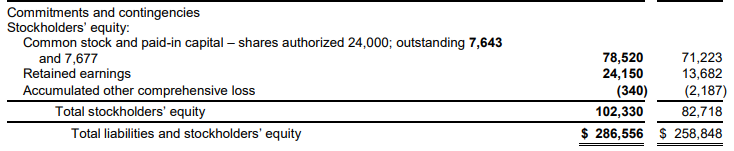 Commitments and contingencies
Stockholders’ equity:
Common stock and paid-in capital – shares authorized 24,000; outstanding 7,643
and 7,677 78,520 71,223
Retained earnings 24,150 13,682
Accumulated other comprehensive loss (340) (2,187)
Total stockholders’ equity 102,330 82,718
Total liabilities and stockholders’ equity $ 286,556 $ 258,848